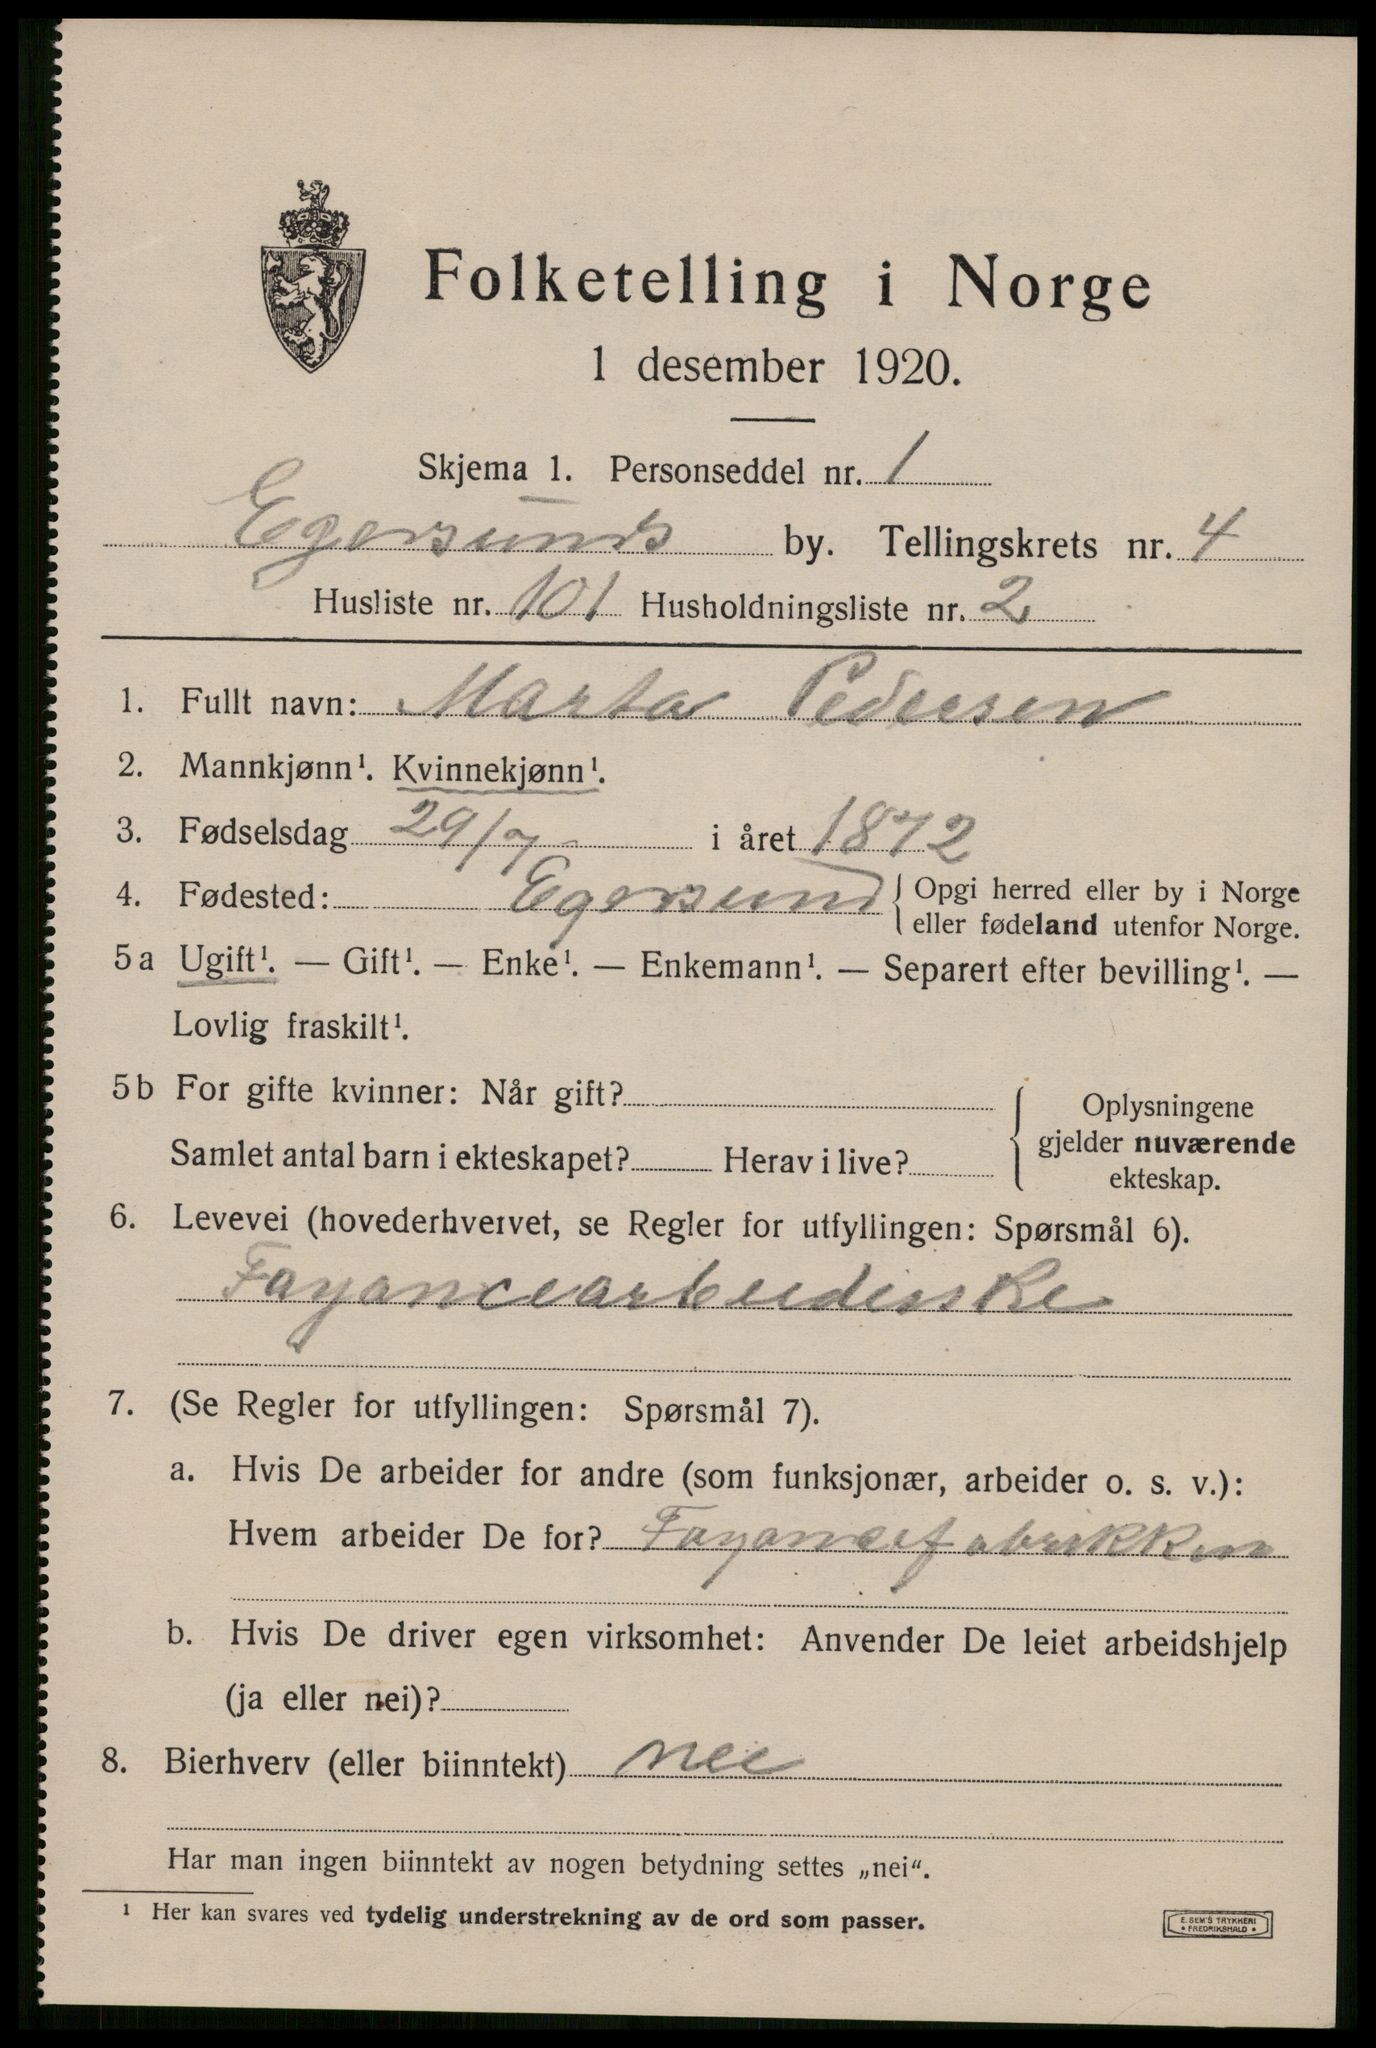 Folketelling i Norge
1 desember 1920.
Skjema 1. Personseddel nr. 1
Egersunds by. Tellingskrets nr. 4
Husliste nr. 101 Husholdningsliste nr. 2
1. Fullt navn: Marta Pedersen
2. Mannkjønn¹. Kvinnekjønn¹.
3. Fødselsdag 29/7 i året 1872
4. Fødested: Egersund { Opgi herred eller by i Norge
eller fødeland utenfor Norge.
5a Ugift¹. — Gift¹. — Enke¹. — Enkemann¹. — Separert efter bevilling¹. —
Lovlig fraskilt¹.
5b For gifte kvinner: Når gift?
Samlet antal barn i ekteskapet? Herav i live?
Oplysningene
gjelder nuværende
ekteskap.
6. Levevei (hovederhvervet, se Regler for utfyllingen: Spørsmål 6).
Fayancearbeiderske
7. (Se Regler for utfyllingen: Spørsmål 7).
a. Hvis De arbeider for andre (som funksjonær, arbeider o. s. v.):
Hvem arbeider De for? Fayancefabrikken
b. Hvis De driver egen virksomhet: Anvender De leiet arbeidshjelp
(ja eller nei)?
8. Bierhverv (eller biinntekt) nei
Har man ingen biinntekt av nogen betydning settes „nei“.
¹ Her kan svares ved tydelig understrekning av de ord som passer.
E. SEM'S TRYKKERI
• FREDRIKSHALD •